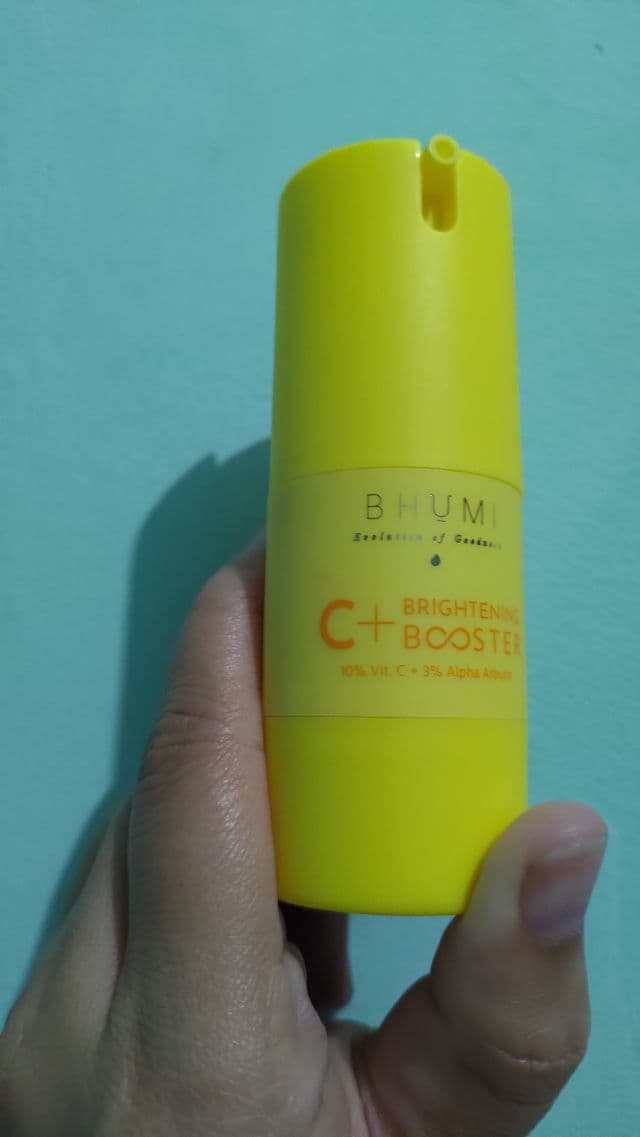 BHUMI
Evolution of Goodness
C+ BRIGHTENING
BOOSTER
10% Vit. C + 3% Alpha Arbutin